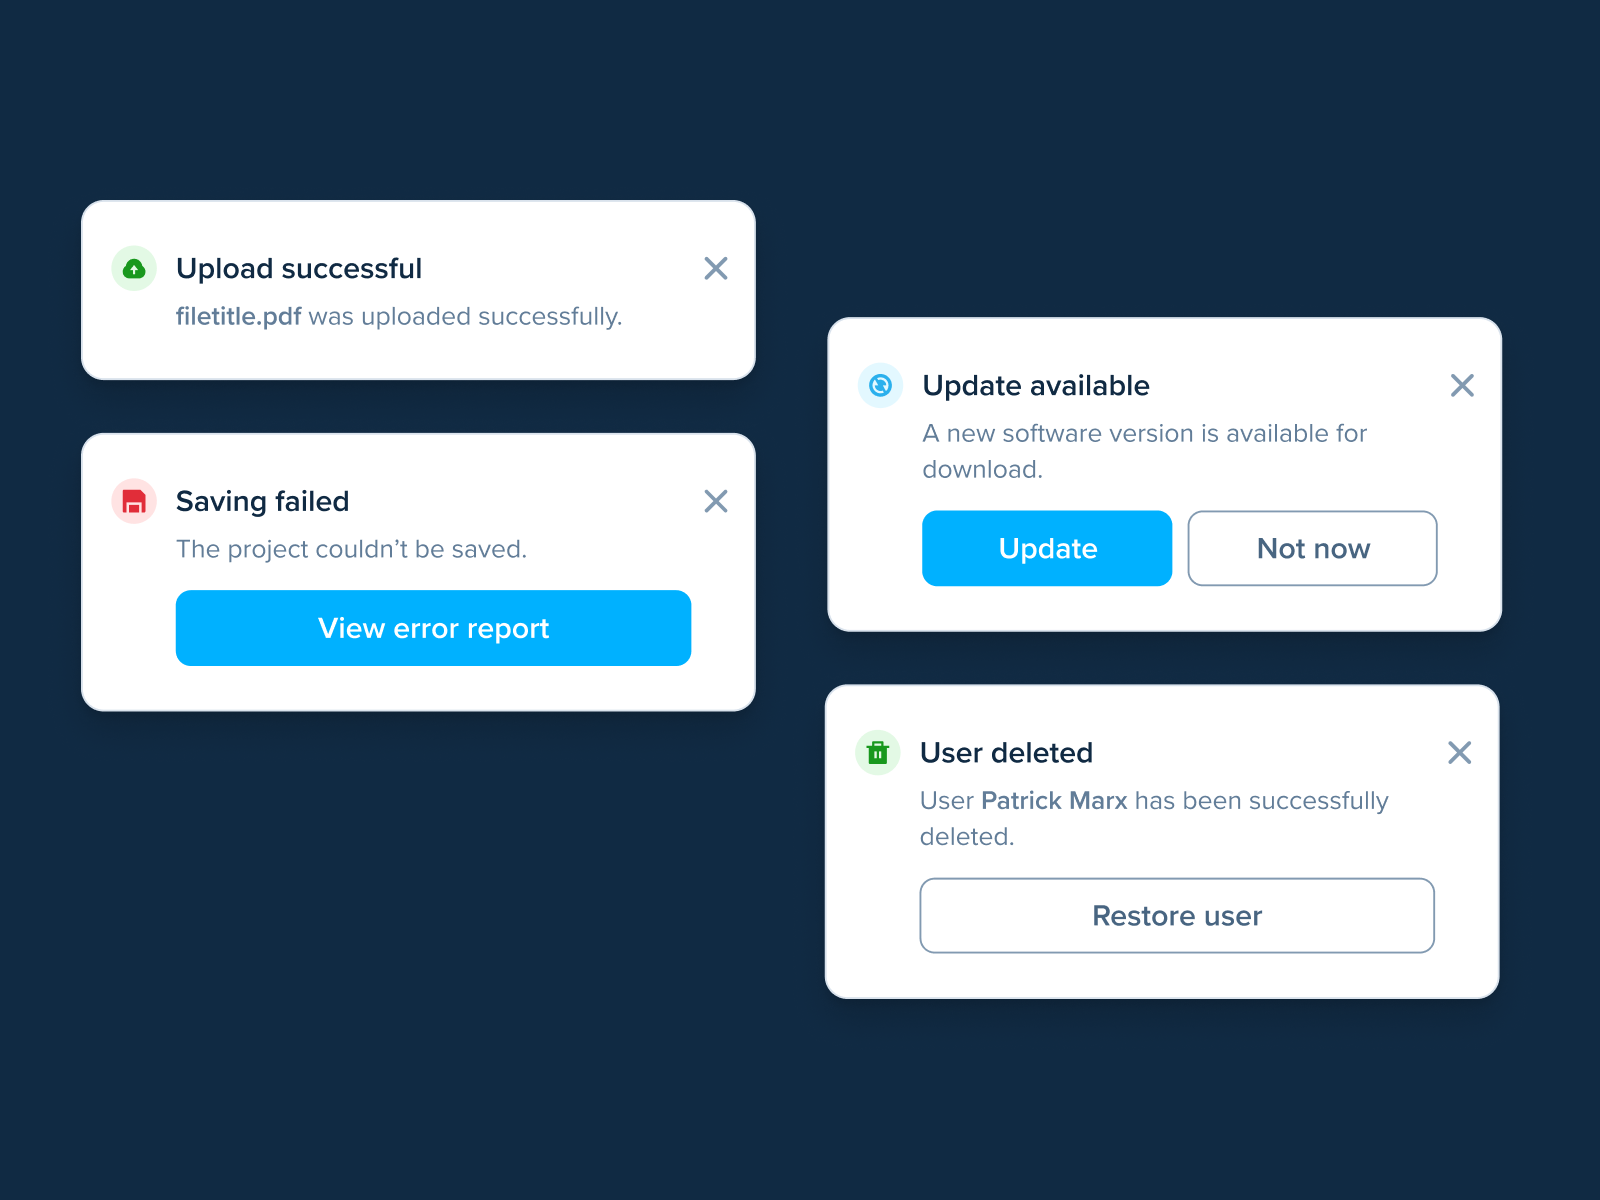 Upload successful
filetitle.pdf was uploaded successfully.
Saving failed
The project couldn’t be saved.
View error report
Update available
A new software version is available for
download.
Update
Not now
User deleted
User Patrick Marx has been successfully
deleted.
Restore user